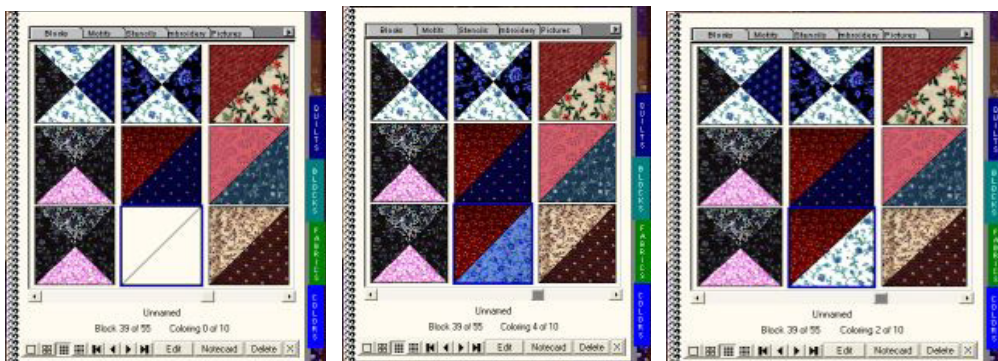 Blocks Motifs Stencils mbroidery Pictures
QUILTS
BLOCKS
FABRICS
COLORS
Unnamed
Block 39 of 55 Coloring 0 of 10
Edit Notecard Delete X
Blocks Motifs Stencils mbroidery Pictures
QUILTS
BLOCKS
FABRICS
COLORS
Unnamed
Block 39 of 55 Coloring 4 of 10
Edit Notecard Delete X
Blocks Motifs Stencils mbroidery Pictures
QUILTS
BLOCKS
FABRICS
COLORS
Unnamed
Block 39 of 55 Coloring 2 of 10
Edit Notecard Delete X